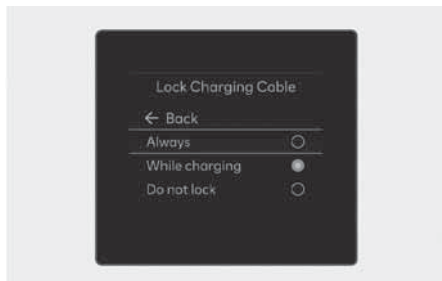 Lock Charging Cable
← Back
Always
While charging
Do not lock